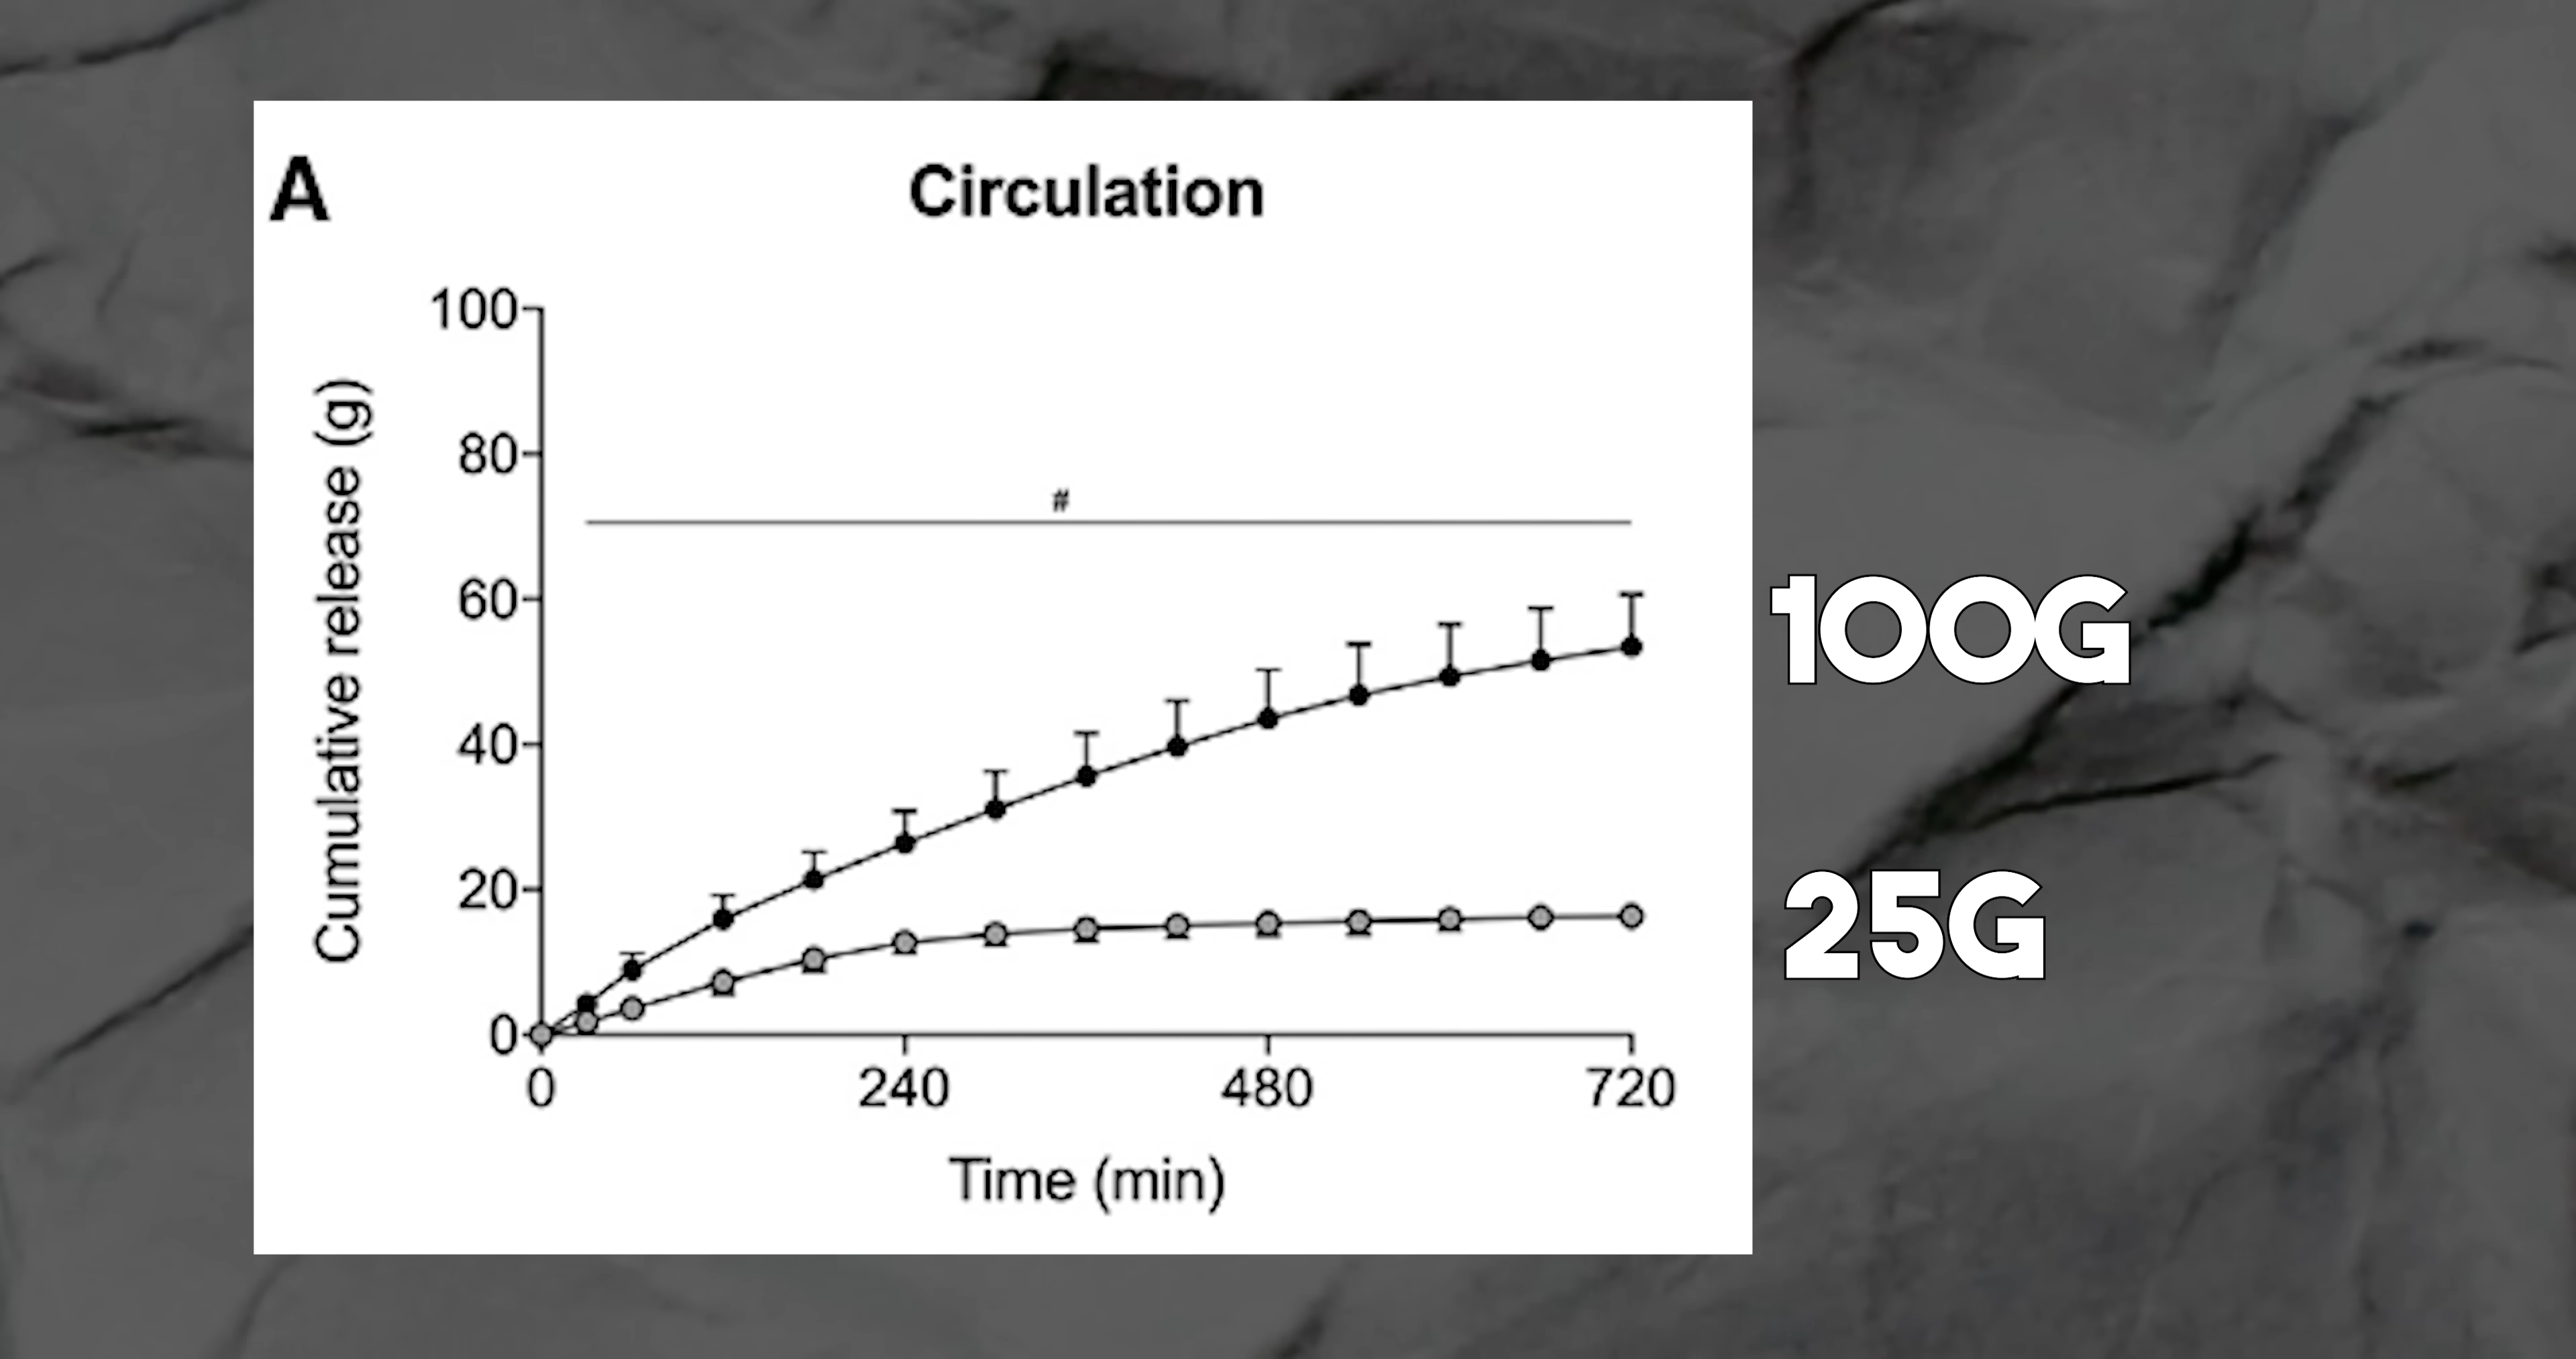 A
Circulation
Cumulative release (g)
100
80
60
40
20
0
#
0 240 480 720
Time (min)
100G
25G